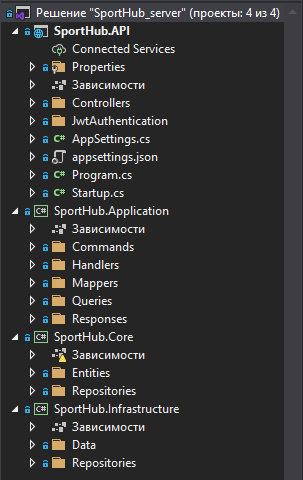 Решение "SportHub_server" (проекты: 4 из 4)
SportHub.API
Connected Services
Properties
Зависимости
Controllers
JwtAuthentication
C# AppSettings.cs
appsettings.json
C# Program.cs
C# Startup.cs
C# SportHub.Application
Зависимости
Commands
Handlers
Mappers
Queries
Responses
C# SportHub.Core
Зависимости
Entities
Repositories
C# SportHub.Infrastructure
Зависимости
Data
Repositories